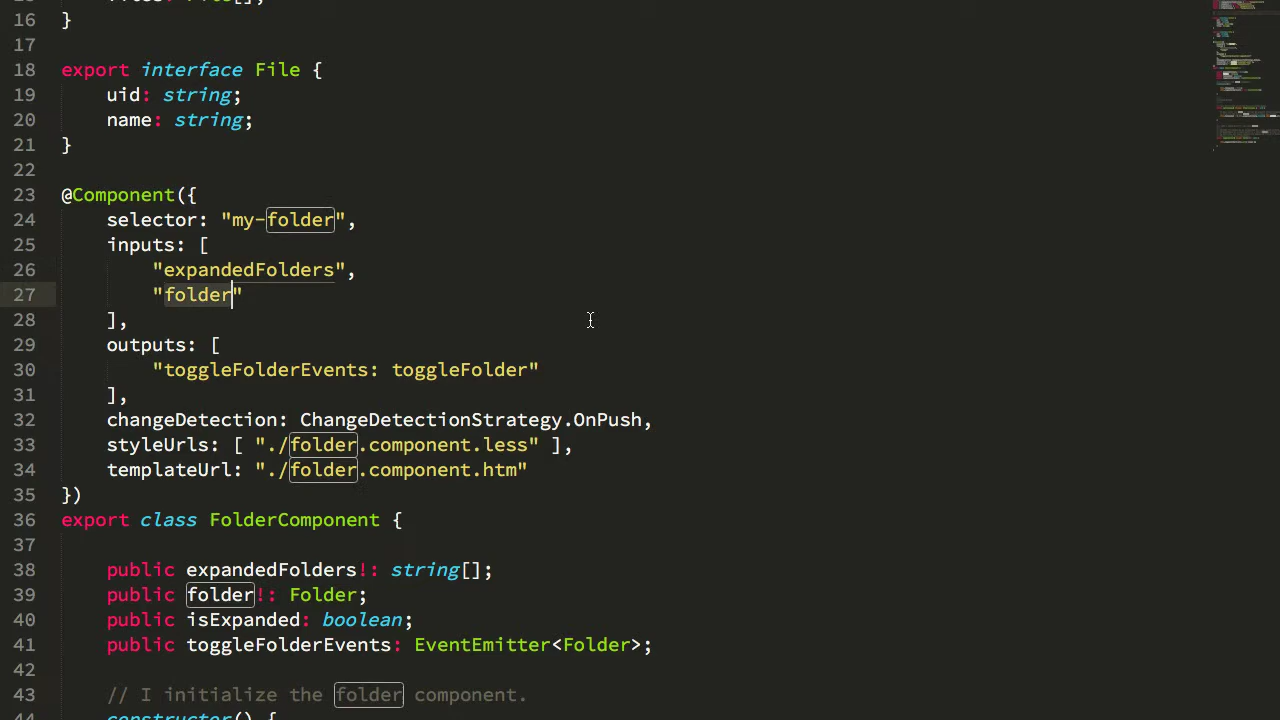 16 }
17
18 export interface File {
19 uid: string;
20 name: string;
21 }
22
23 @Component({
24 selector: "my-folder",
25 inputs: [
26 "expandedFolders",
27 "folder"
28 ],
29 outputs: [
30 "toggleFolderEvents: toggleFolder"
31 ],
32 changeDetection: ChangeDetectionStrategy.OnPush,
33 styleUrls: [ "./folder.component.less" ],
34 templateUrl: "./folder.component.htm"
35 })
36 export class FolderComponent {
37
38 public expandedFolders!: string[];
39 public folder!: Folder;
40 public isExpanded: boolean;
41 public toggleFolderEvents: EventEmitter<Folder>;
42
43 // I initialize the folder component.
44 constructor() {